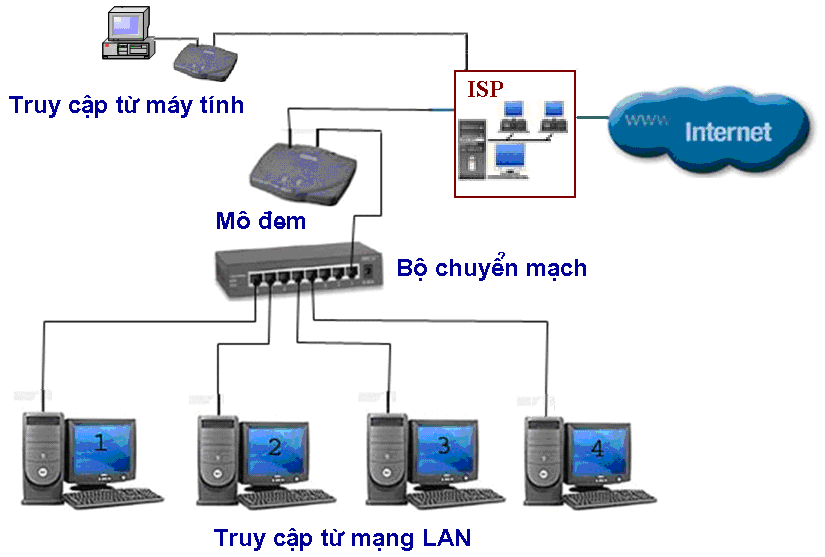 ISP
Truy cập từ máy tính
www
Internet
Mô đem
Bộ chuyển mạch
1
2
3
4
Truy cập từ mạng LAN